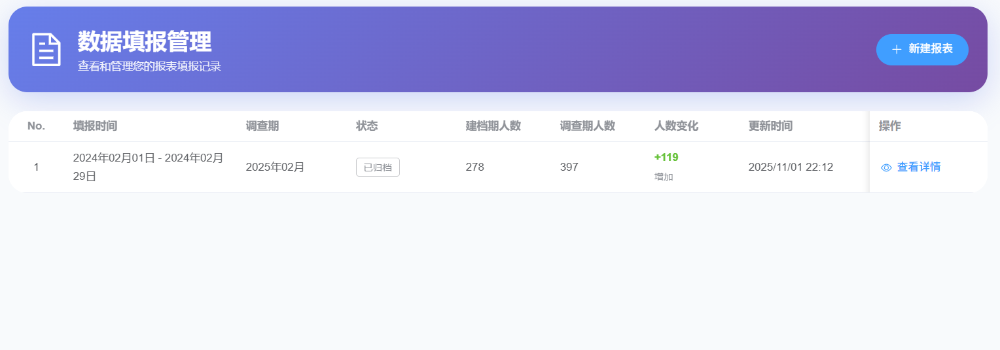 数据填报管理
查看和管理您的报表填报记录
新建报表
No. 填报时间 调查期 状态 建档期人数 调查期人数 人数变化 更新时间 操作
1 2024年02月01日 - 2024年02月29日 2025年02月 已归档 278 397 +119 增加 2025/11/01 22:12 查看详情